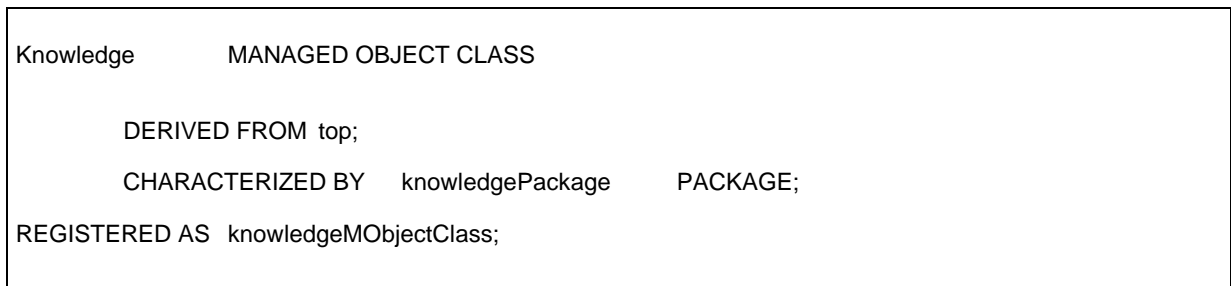 Knowledge MANAGED OBJECT CLASS
DERIVED FROM top;
CHARACTERIZED BY knowledgePackage PACKAGE;
REGISTERED AS knowledgeMObjectClass;